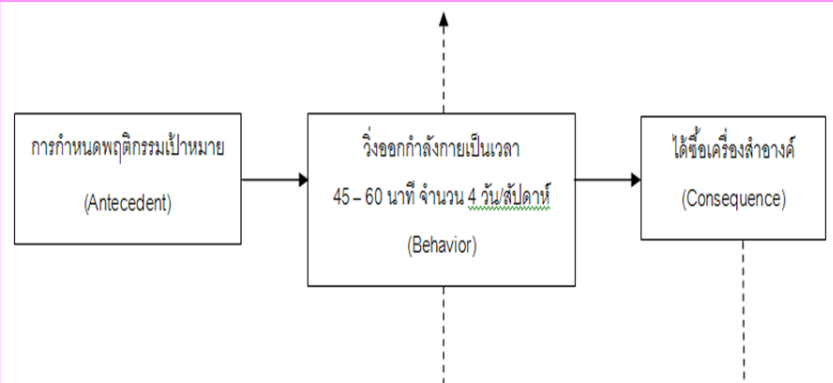 การกำหนดพฤติกรรมเป้าหมาย
(Antecedent)
วิ่งออกกำลังกายเป็นเวลา
45 – 60 นาที จำนวน 4 วัน/สัปดาห์
(Behavior)
ได้ซื้อเครื่องสำอางค์
(Consequence)